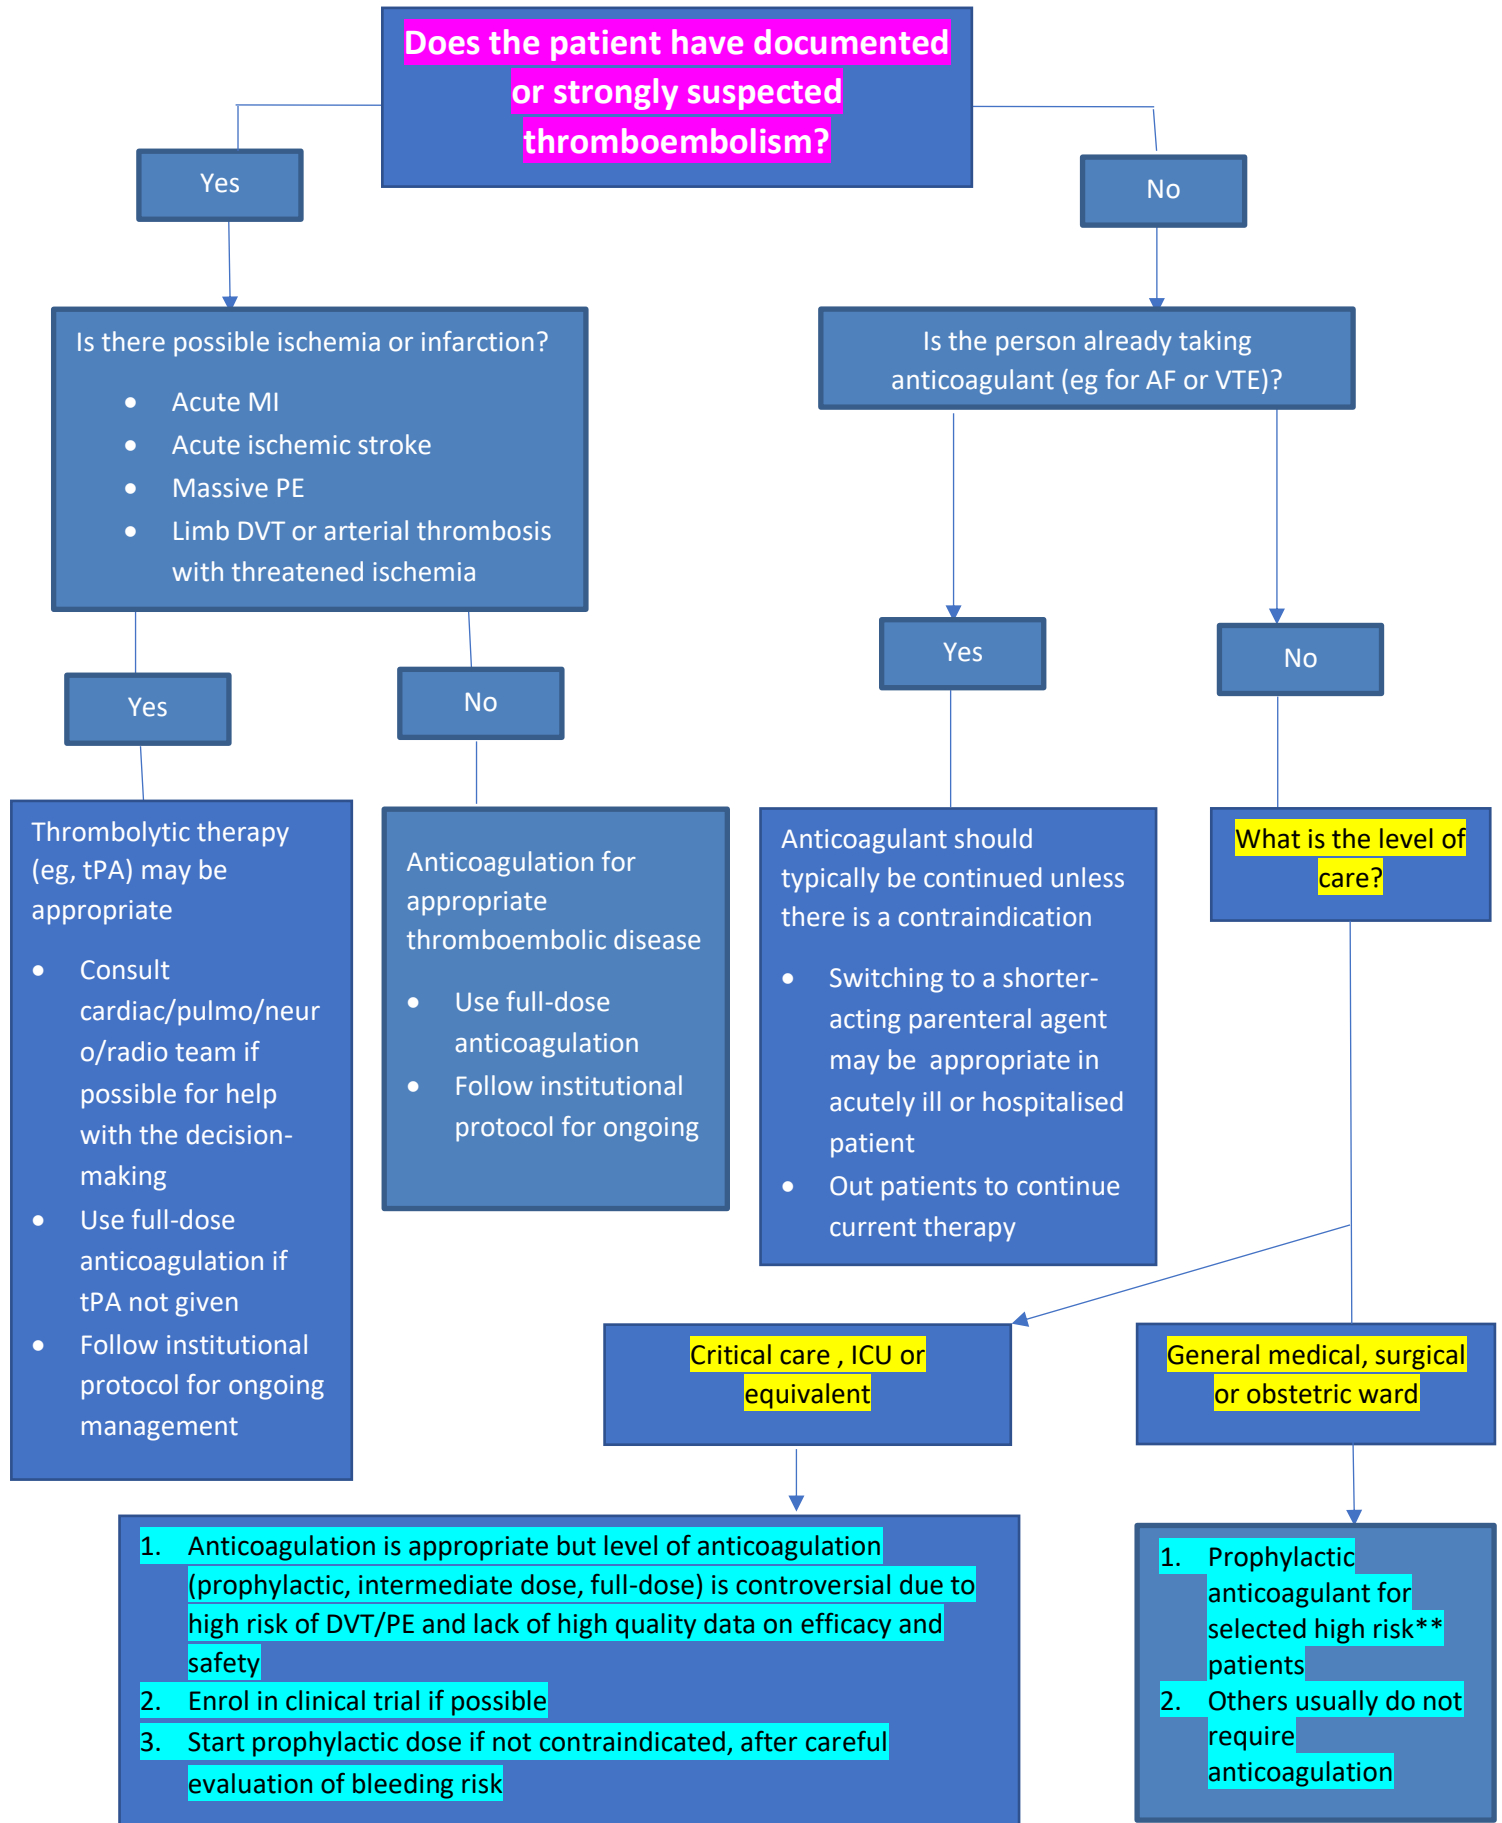 Does the patient have documented
or strongly suspected
thromboembolism?
Yes
No
Is there possible ischemia or infarction?
• Acute MI
• Acute ischemic stroke
• Massive PE
• Limb DVT or arterial thrombosis
with threatened ischemia
Is the person already taking
anticoagulant (eg for AF or VTE)?
Yes
No
Yes
No
Thrombolytic therapy
(eg, tPA) may be
appropriate
• Consult
cardiac/pulmo/neur
o/radio team if
possible for help
with the decision-
making
• Use full-dose
anticoagulation if
tPA not given
• Follow institutional
protocol for ongoing
management
Anticoagulation for
appropriate
thromboembolic disease
• Use full-dose
anticoagulation
• Follow institutional
protocol for ongoing
Anticoagulant should
typically be continued unless
there is a contraindication
• Switching to a shorter-
acting parenteral agent
may be  appropriate in
acutely ill or hospitalised
patient
• Out patients to continue
current therapy
What is the level of
care?
Critical care , ICU or
equivalent
General medical, surgical
or obstetric ward
1. Anticoagulation is appropriate but level of anticoagulation
(prophylactic, intermediate dose, full-dose) is controversial due to
high risk of DVT/PE and lack of high quality data on efficacy and
safety
2. Enrol in clinical trial if possible
3. Start prophylactic dose if not contraindicated, after careful
evaluation of bleeding risk
1. Prophylactic
anticoagulant for
selected high risk**
patients
2. Others usually do not
require
anticoagulation